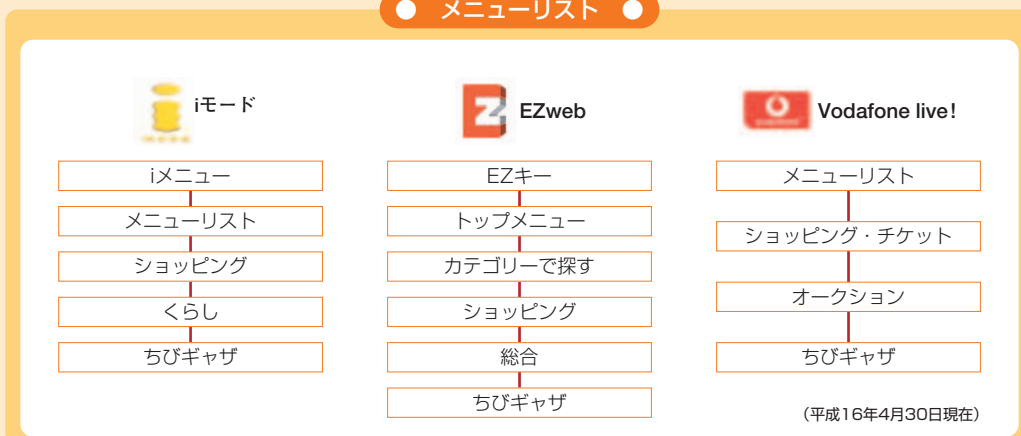 メニューリスト
iモード
iメニュー
メニューリスト
ショッピング
くらし
ちびギャザ
EZweb
EZキー
トップメニュー
カテゴリーで探す
ショッピング
総合
ちびギャザ
Vodafone live!
メニューリスト
ショッピング・チケット
オークション
ちびギャザ
(平成16年4月30日現在)